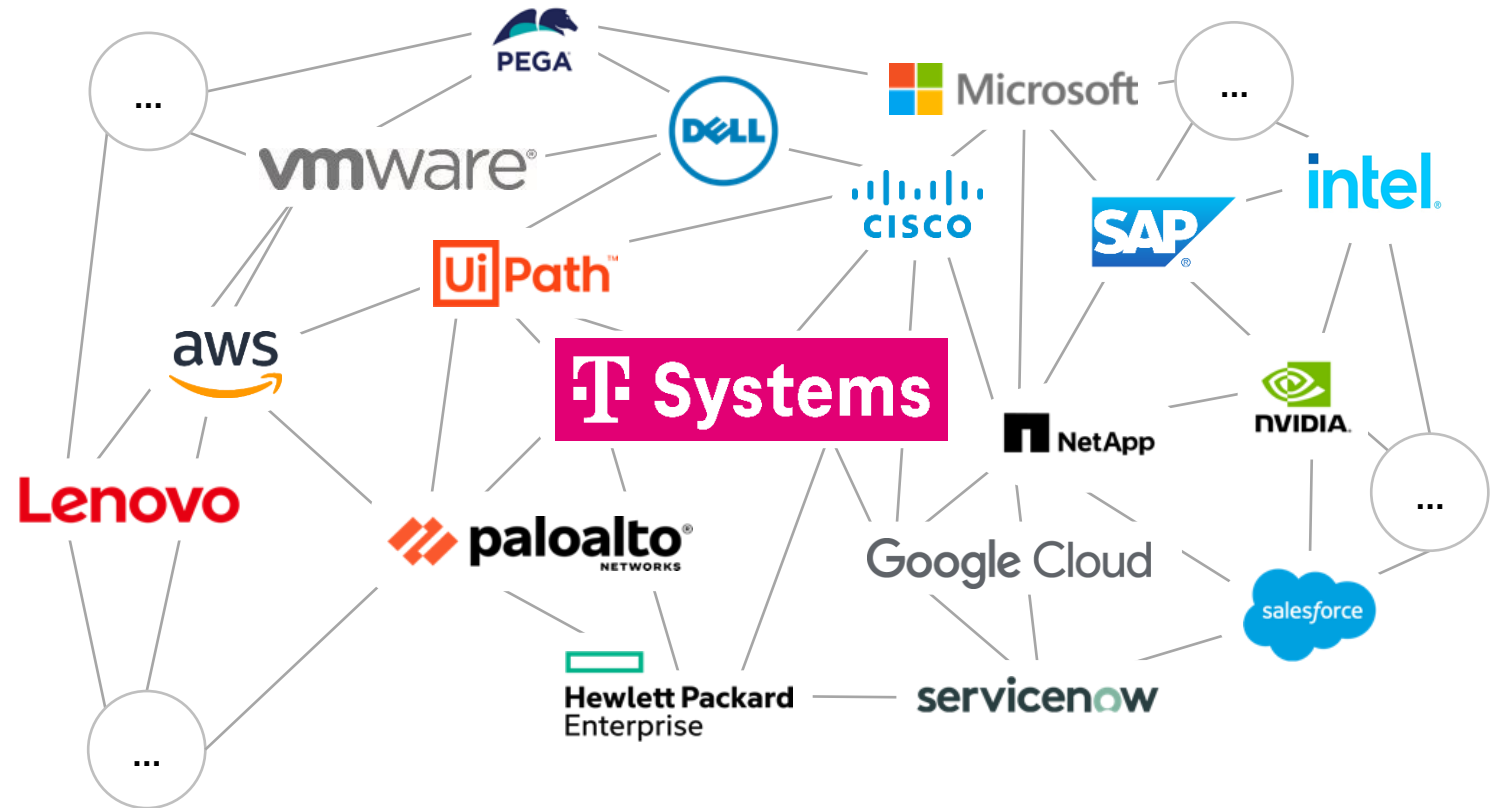 PEGA
...
Microsoft
...
DELL
vmware®
intel®
CISCO
SAP®
UiPath™
aws
T Systems
NVIDIA.
NetApp
Lenovo
...
paloalto®
NETWORKS
Google Cloud
salesforce
Hewlett Packard
Enterprise
servicenow
...